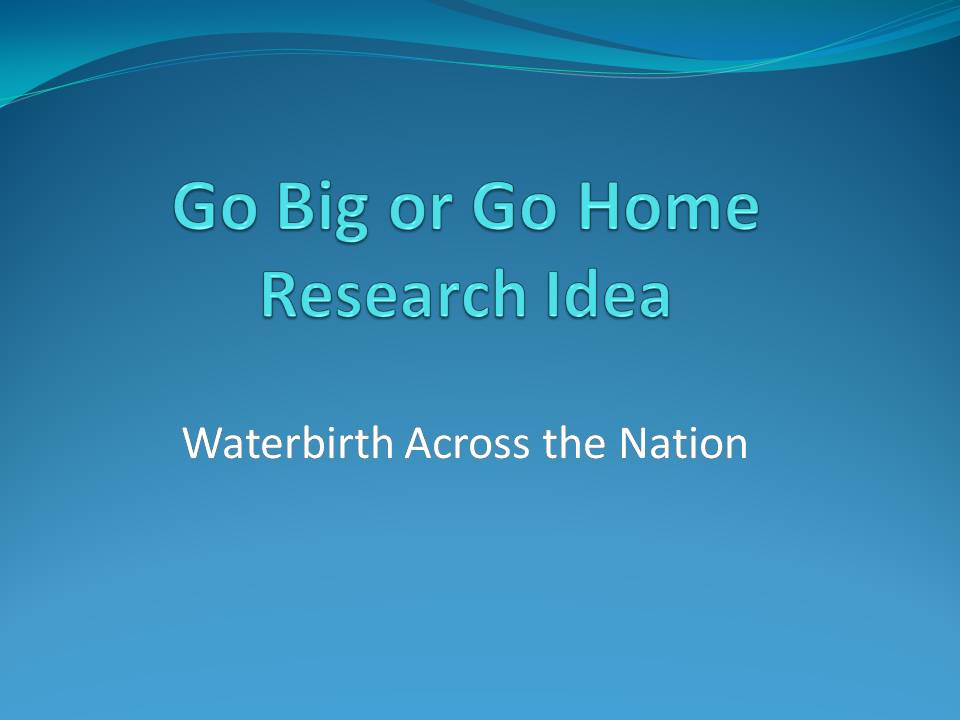 Go Big or Go Home
Research Idea
Waterbirth Across the Nation